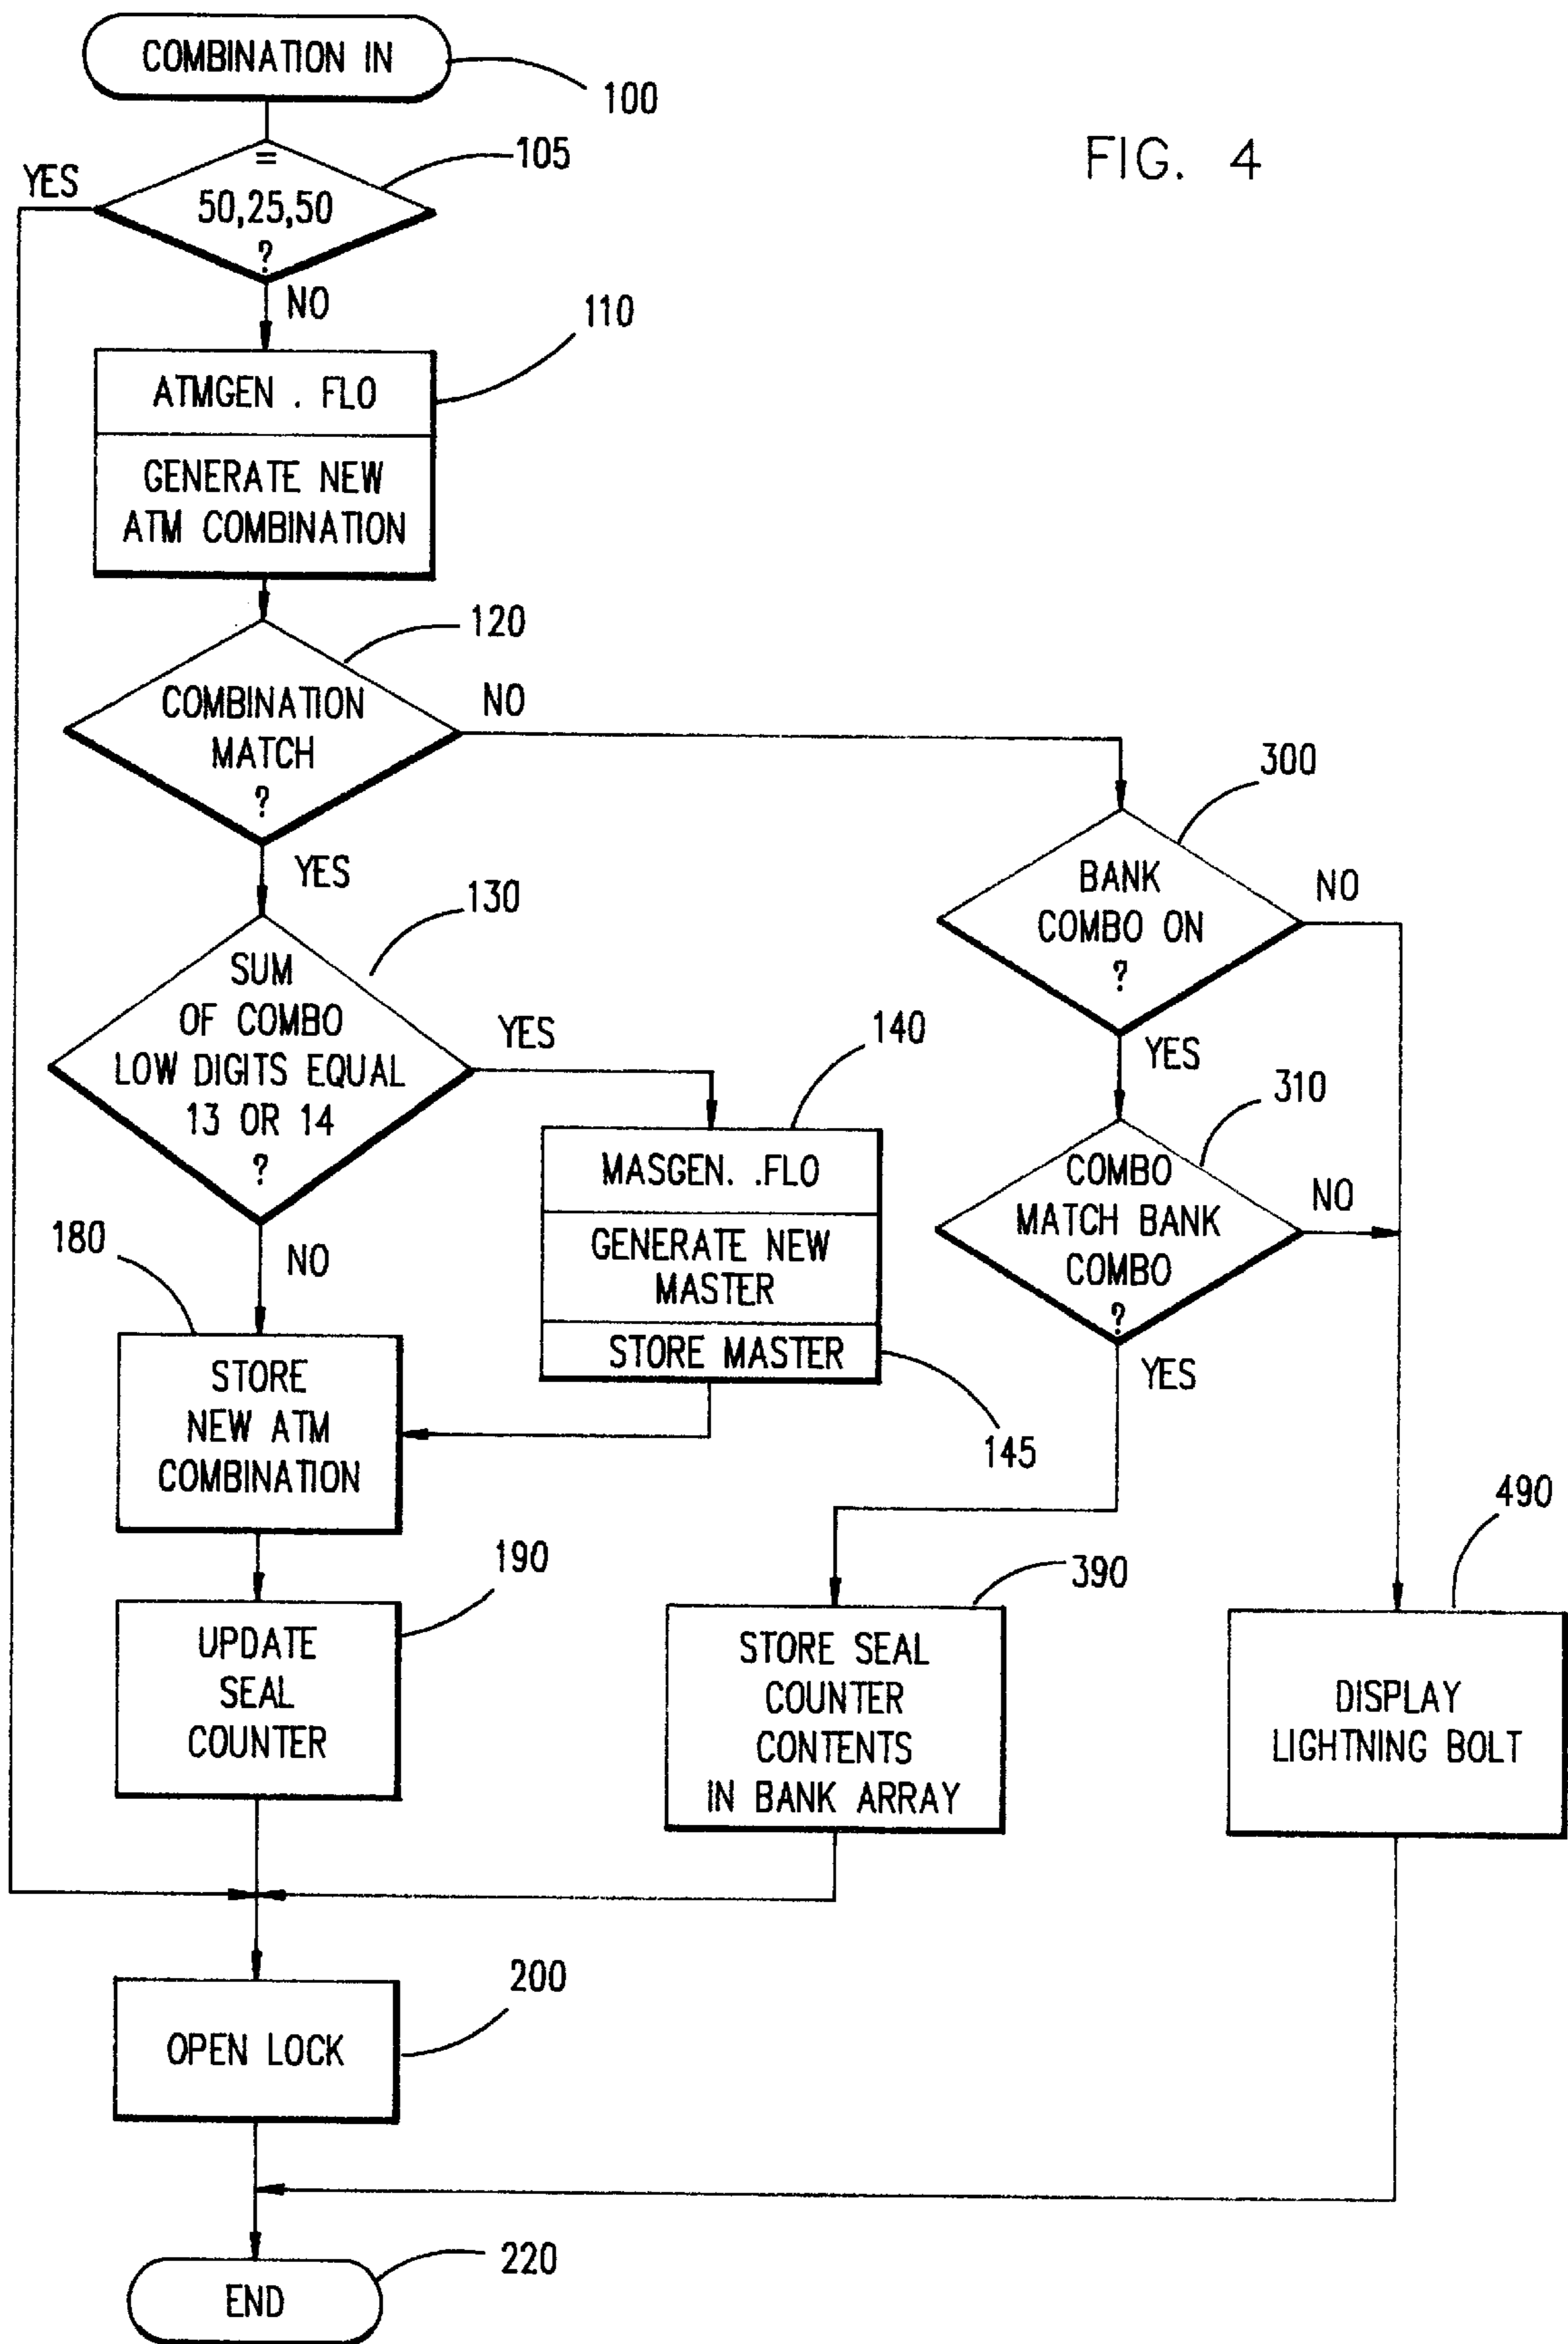 COMBINATION IN
100
FIG. 4
=
50,25,50
?
105
YES
NO
110
ATMGEN . FLO
GENERATE NEW
ATM COMBINATION
120
COMBINATION
MATCH
?
NO
YES
300
BANK
COMBO ON
?
NO
YES
130
SUM
OF COMBO
LOW DIGITS EQUAL
13 OR 14
?
YES
NO
140
MASGEN. .FLO
GENERATE NEW
MASTER
STORE MASTER
145
310
COMBO
MATCH BANK
COMBO
?
NO
YES
180
STORE
NEW ATM
COMBINATION
190
UPDATE
SEAL
COUNTER
390
STORE SEAL
COUNTER
CONTENTS
IN BANK ARRAY
490
DISPLAY
LIGHTNING BOLT
200
OPEN LOCK
220
END